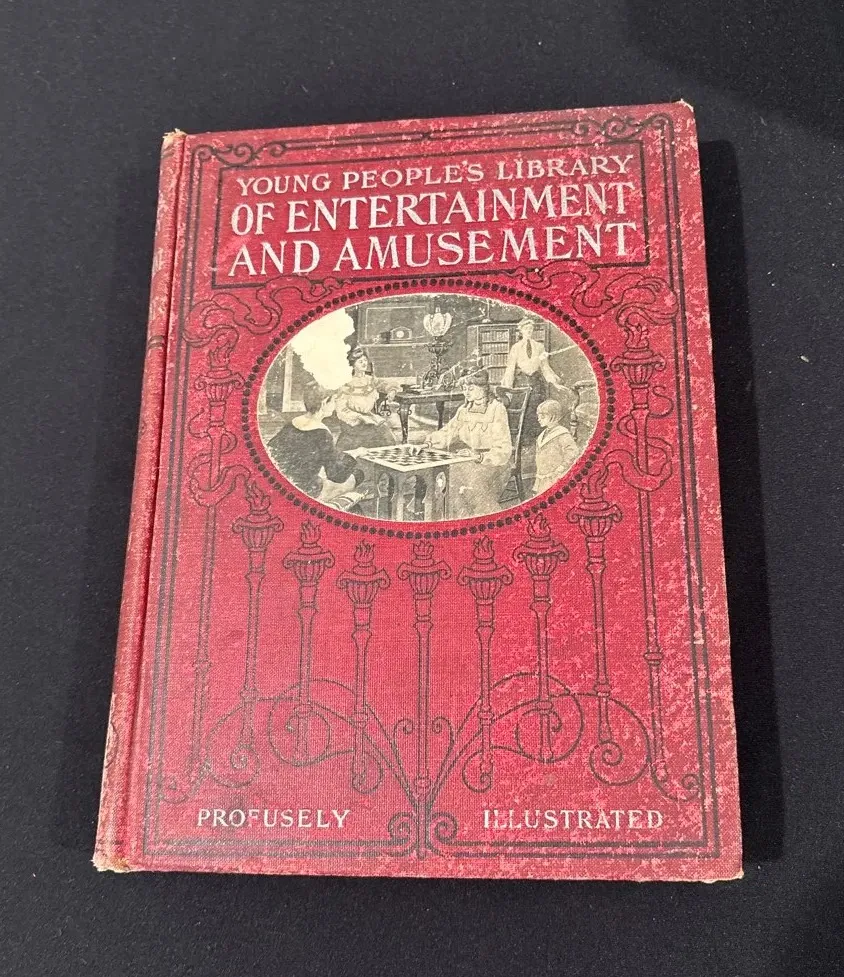 YOUNG PEOPLE'S LIBRARY
OF ENTERTAINMENT
AND AMUSEMENT
PROFUSELY ILLUSTRATED